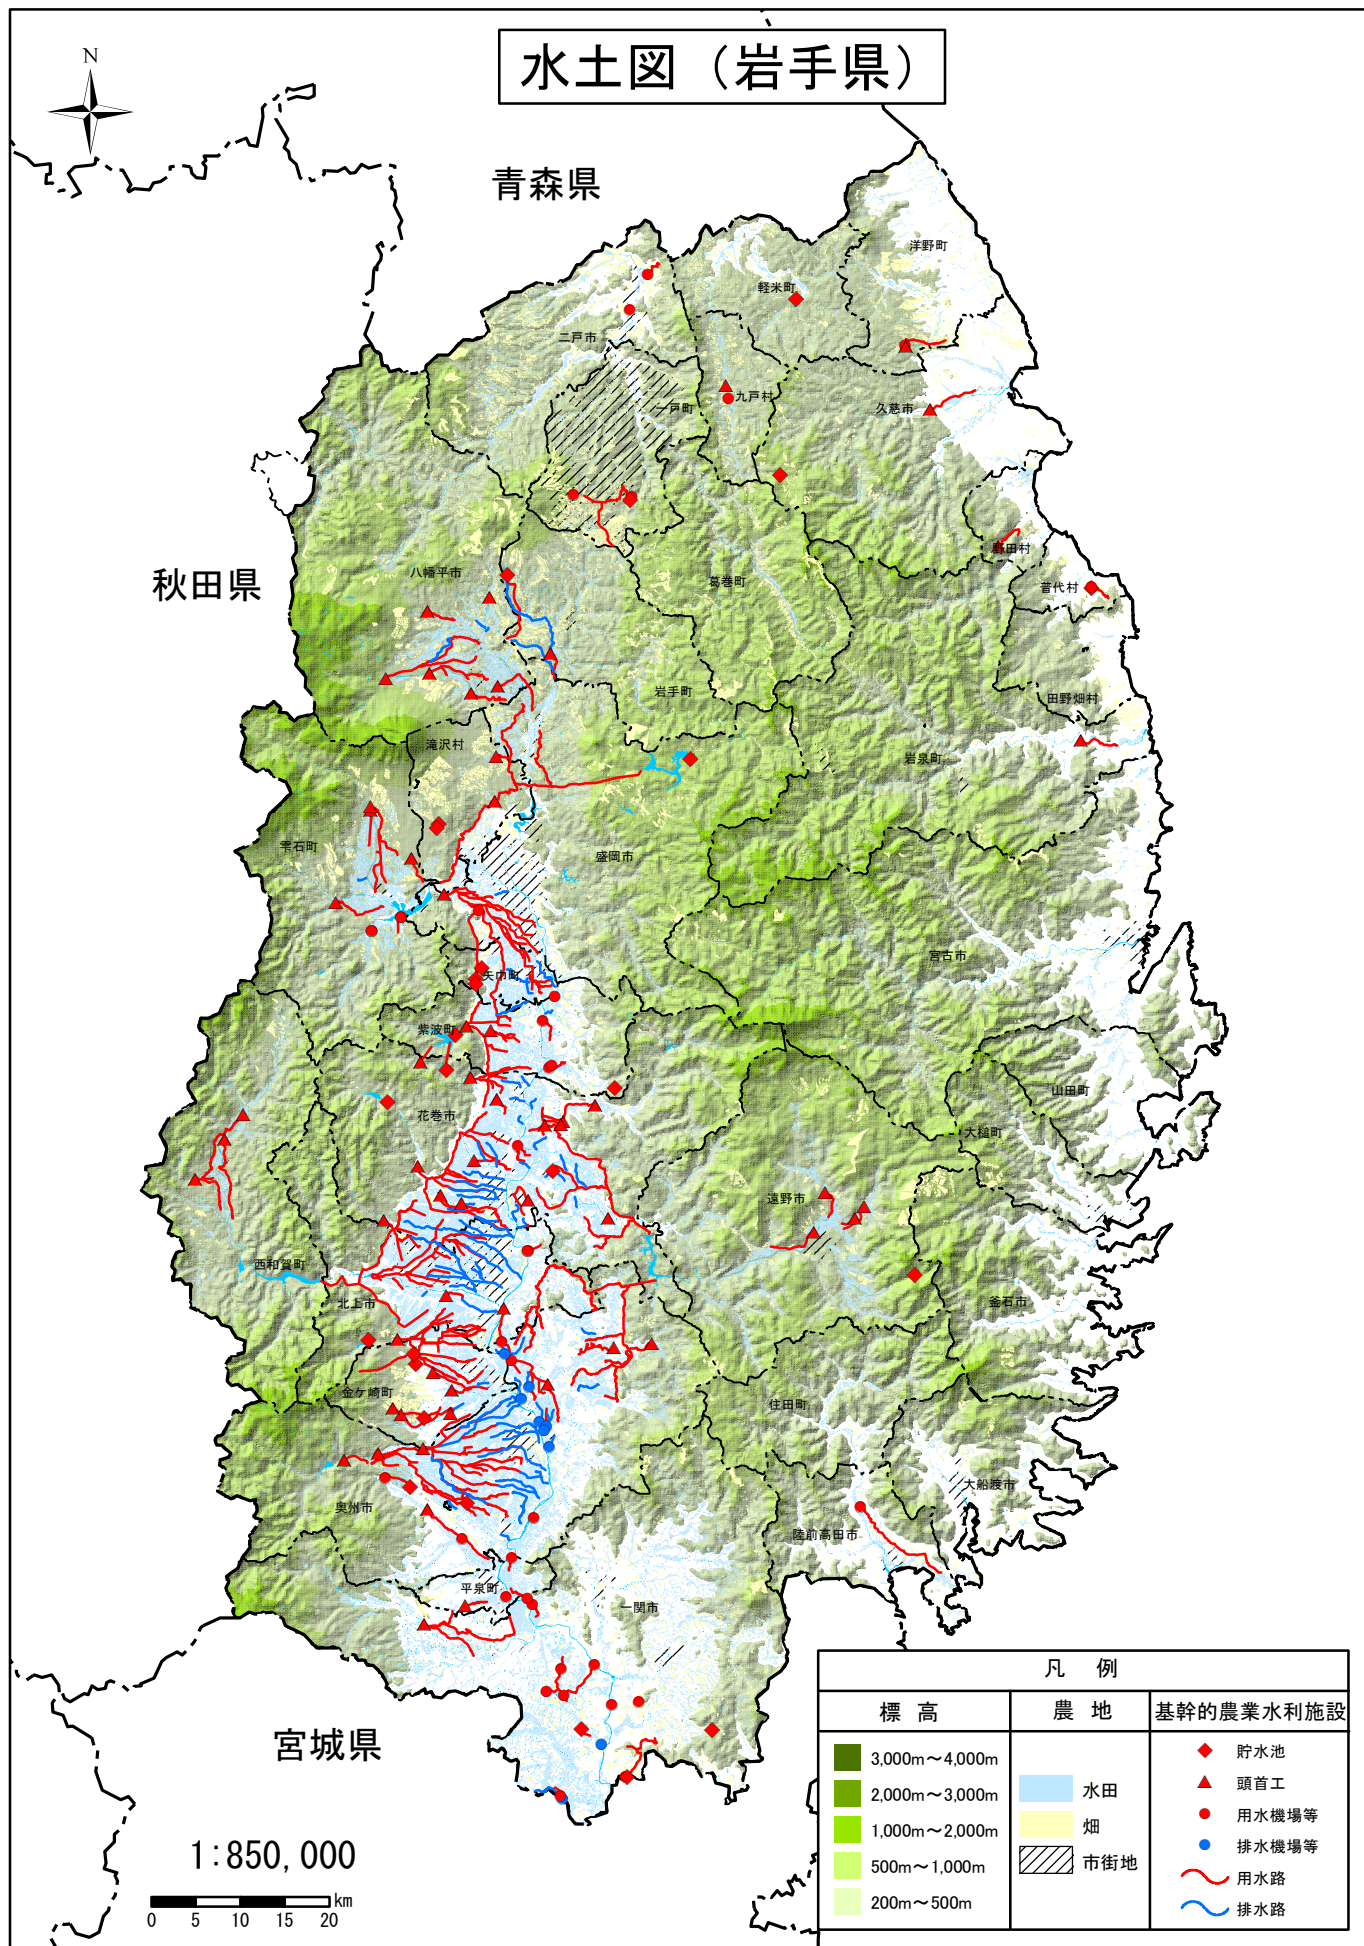 水土図（岩手県）
N
青森県
秋田県
宮城県
洋野町
軽米町
二戸市
一戸町
九戸村
久慈市
野田村
普代村
八幡平市
葛巻町
岩手町
田野畑村
滝沢村
岩泉町
雫石町
盛岡市
宮古市
矢巾町
紫波町
山田町
花巻市
大槌町
遠野市
西和賀町
北上市
釜石市
金ケ崎町
住田町
大船渡市
奥州市
陸前高田市
平泉町
一関市
1:850,000
km
0 5 10 15 20
凡 例
標 高
農 地
基幹的農業水利施設
3,000m～4,000m
2,000m～3,000m
1,000m～2,000m
500m～1,000m
200m～500m
水田
畑
市街地
貯水池
頭首工
用水機場等
排水機場等
用水路
排水路